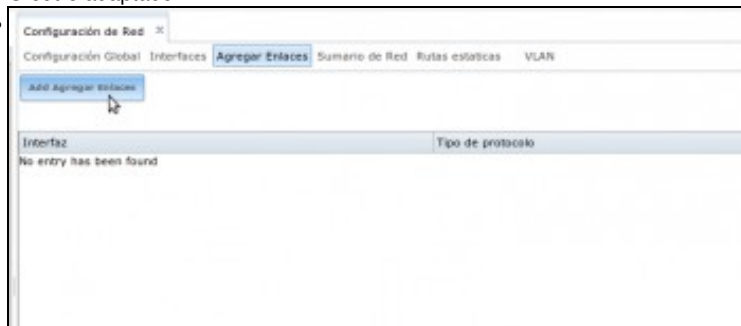 Configuración de Red
Configuración Global Interfaces Agregar Enlaces Sumario de Red Rutas estaticas VLAN
Add Agregar Enlaces
Interfaz Tipo de protocolo
No entry has been found